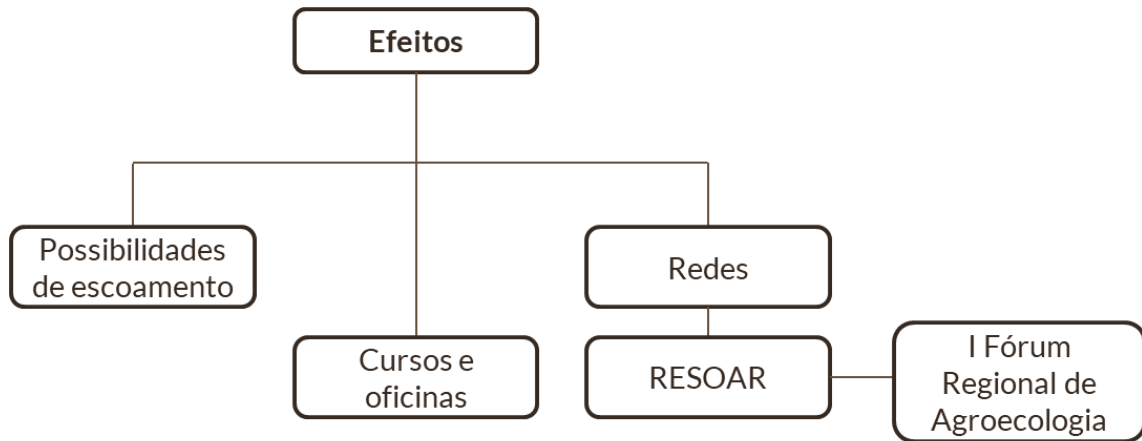 Efeitos
Possibilidades
de escoamento
Redes
Cursos e
oficinas
RESOAR
I Fórum
Regional de
Agroecologia